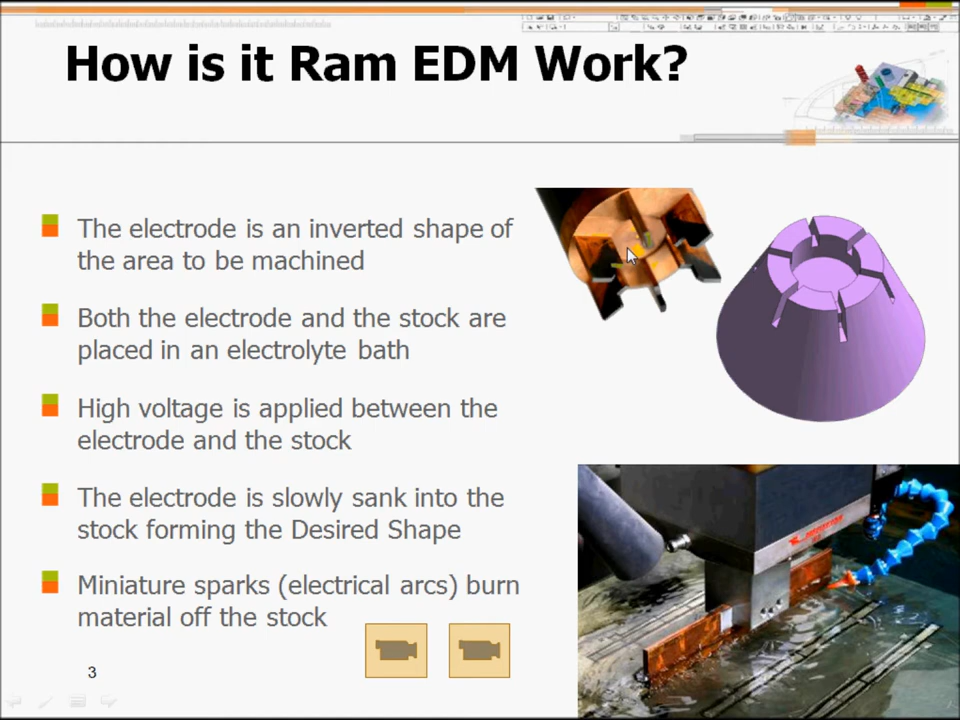 How is it Ram EDM Work?
The electrode is an inverted shape of
the area to be machined
Both the electrode and the stock are
placed in an electrolyte bath
High voltage is applied between the
electrode and the stock
The electrode is slowly sank into the
stock forming the Desired Shape
Miniature sparks (electrical arcs) burn
material off the stock
3